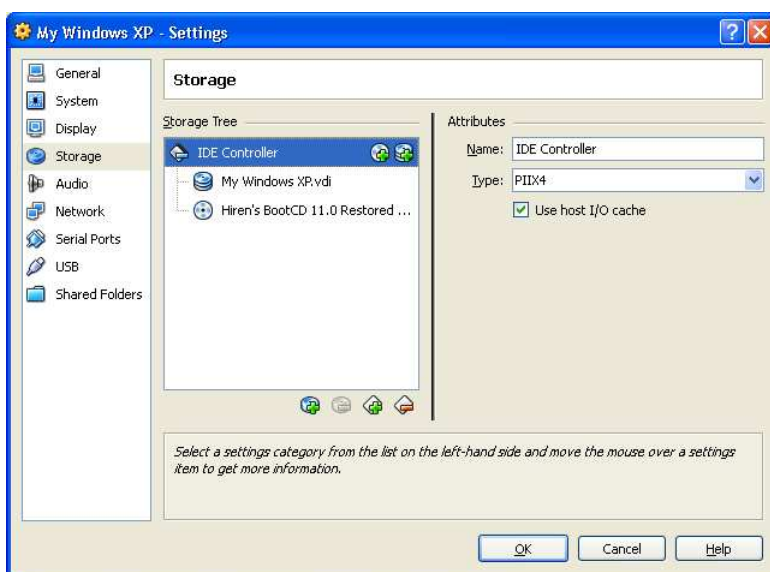 My Windows XP - Settings
General
System
Display
Storage
Audio
Network
Serial Ports
USB
Shared Folders
Storage
Storage Tree
IDE Controller
My Windows XP.vdi
Hiren's BootCD 11.0 Restored ...
Attributes
Name: IDE Controller
Type: PIIX4
Use host I/O cache
Select a settings category from the list on the left-hand side and move the mouse over a settings
item to get more information.
OK Cancel Help